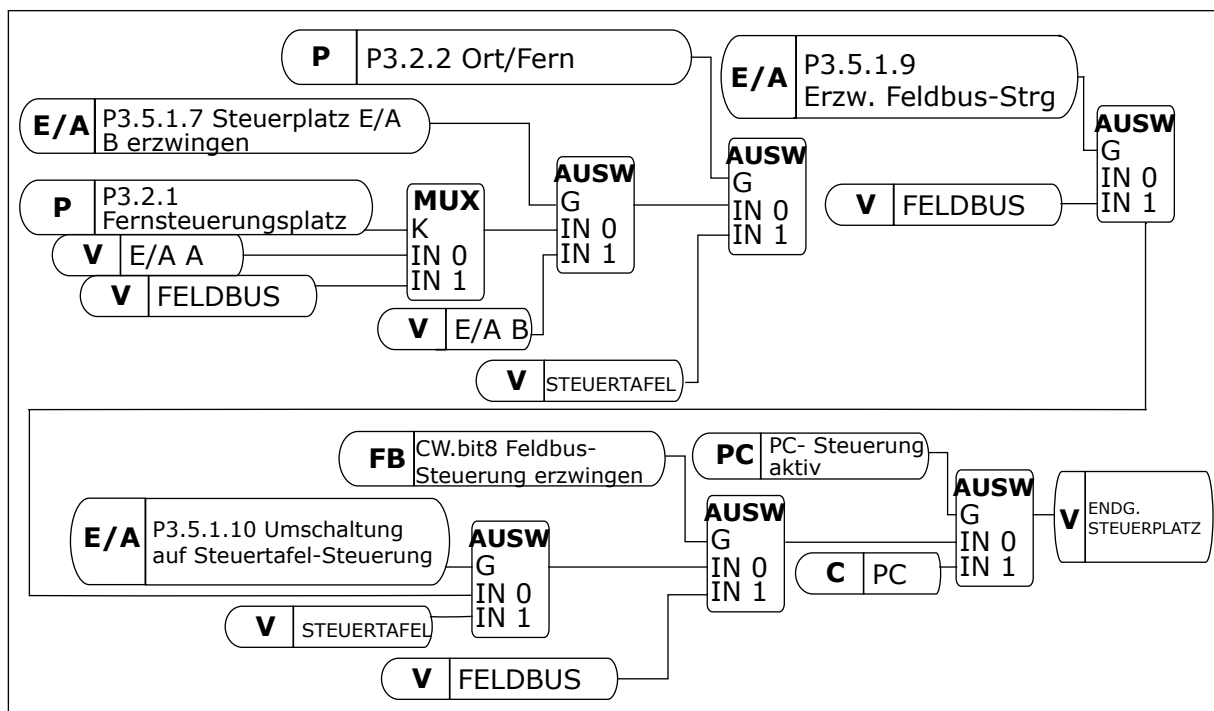 P P3.2.2 Ort/Fern
E/A P3.5.1.9
Erzw. Feldbus-Strg
E/A P3.5.1.7 Steuerplatz E/A
B erzwingen
AUSW
G
IN 0
IN 1
AUSW
G
IN 0
IN 1
AUSW
G
IN 0
IN 1
P P3.2.1
Fernsteuerungsplatz
MUX
K
IN 0
IN 1
V FELDBUS
V E/A A
V FELDBUS
V E/A B
V STEUERTAFEL
FB CW.bit8 Feldbus-
Steuerung erzwingen
PC PC- Steuerung
aktiv
AUSW
G
IN 0
IN 1
V ENDG.
STEUERPLATZ
E/A P3.5.1.10 Umschaltung
auf Steuertafel-Steuerung
AUSW
G
IN 0
IN 1
AUSW
G
IN 0
IN 1
C PC
V STEUERTAFEL
V FELDBUS